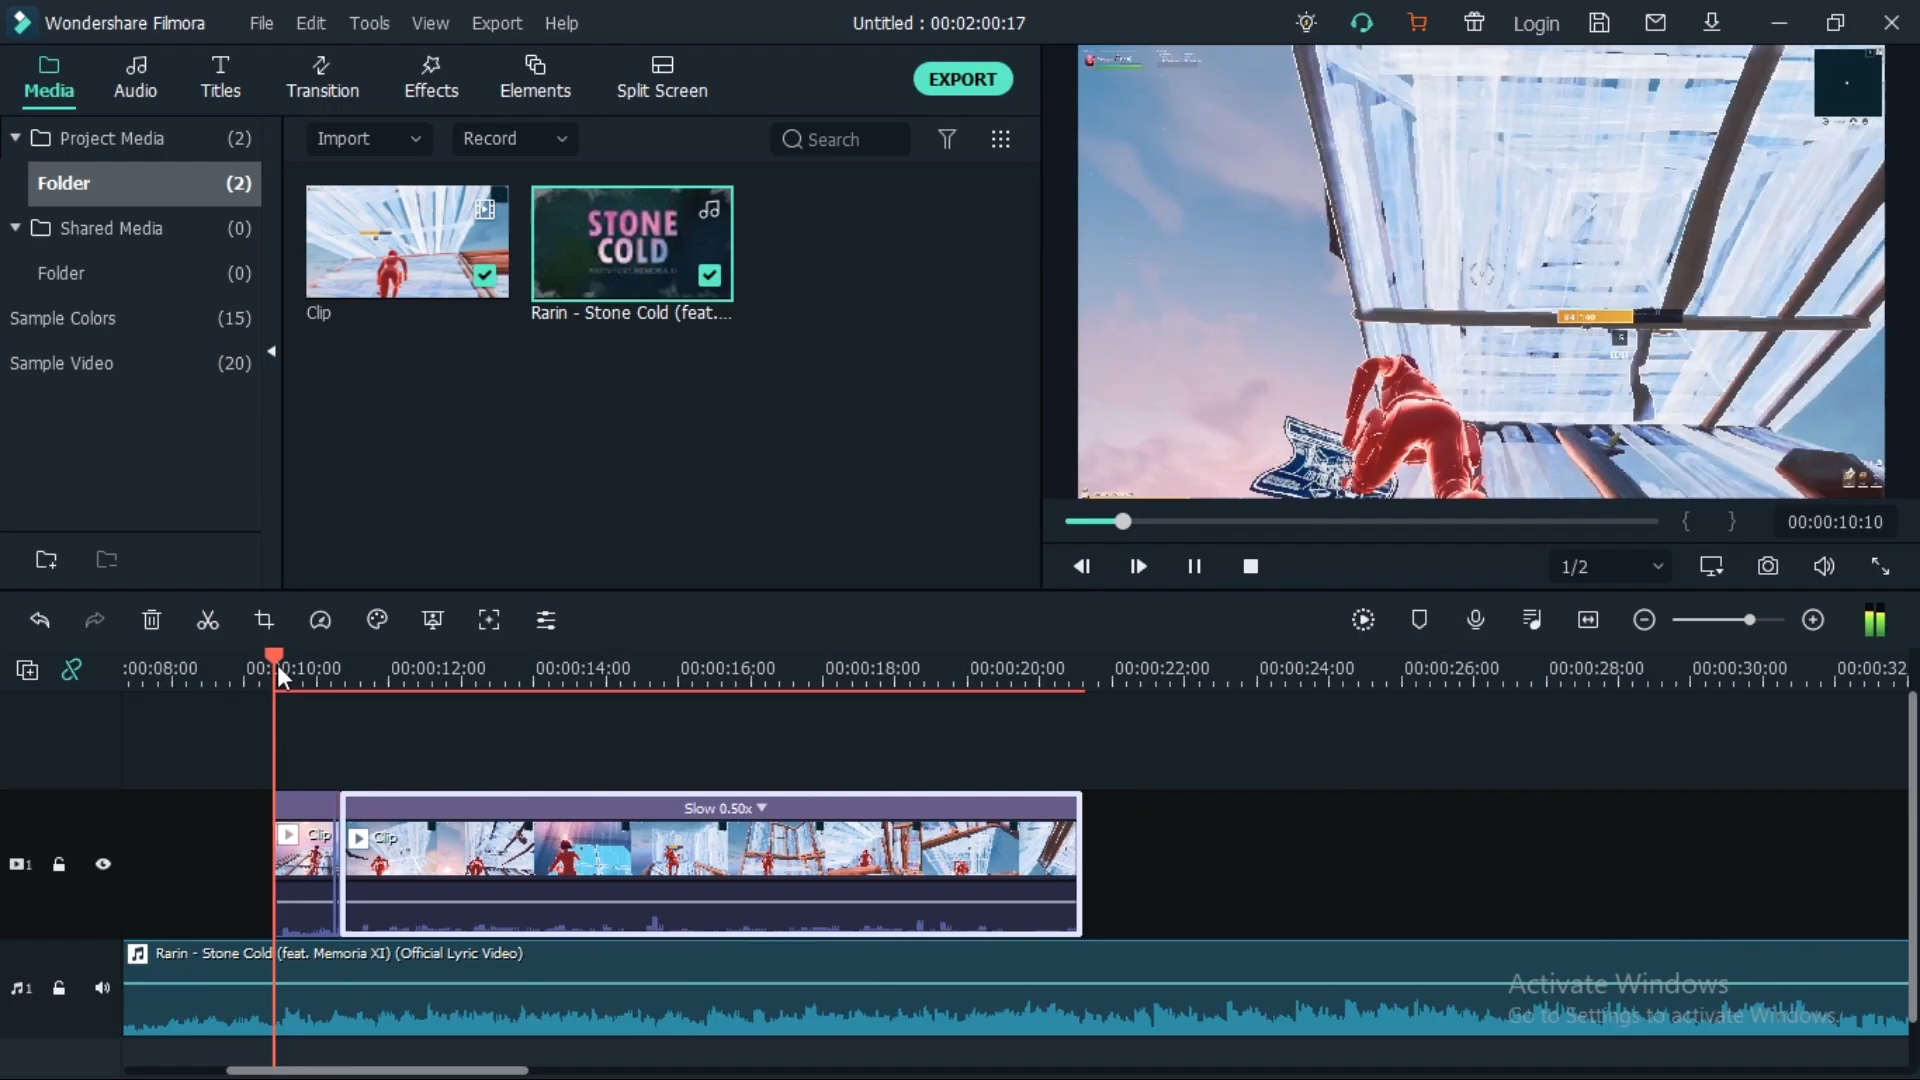 Wondershare Filmora File Edit Tools View Export Help Untitled : 00:02:00:17 Login
Media Audio Titles Transition Effects Elements Split Screen EXPORT
Project Media (2)
Folder (2)
Shared Media (0)
Folder (0)
Sample Colors (15)
Sample Video (20)
Import Record Search
STONE
COLD
Clip Rarin - Stone Cold (feat....
EDIT
{ } 00:00:10:10
1/2
:00:08:00 00:00:10:00 00:00:12:00 00:00:14:00 00:00:16:00 00:00:18:00 00:00:20:00 00:00:22:00 00:00:24:00 00:00:26:00 00:00:28:00 00:00:30:00 00:00:32
Slow 0.50x
Clip Clip
1
Rarin - Stone Cold (feat. Memoria XI) (Official Lyric Video)
1
Activate Windows
Go to Settings to activate Windows.